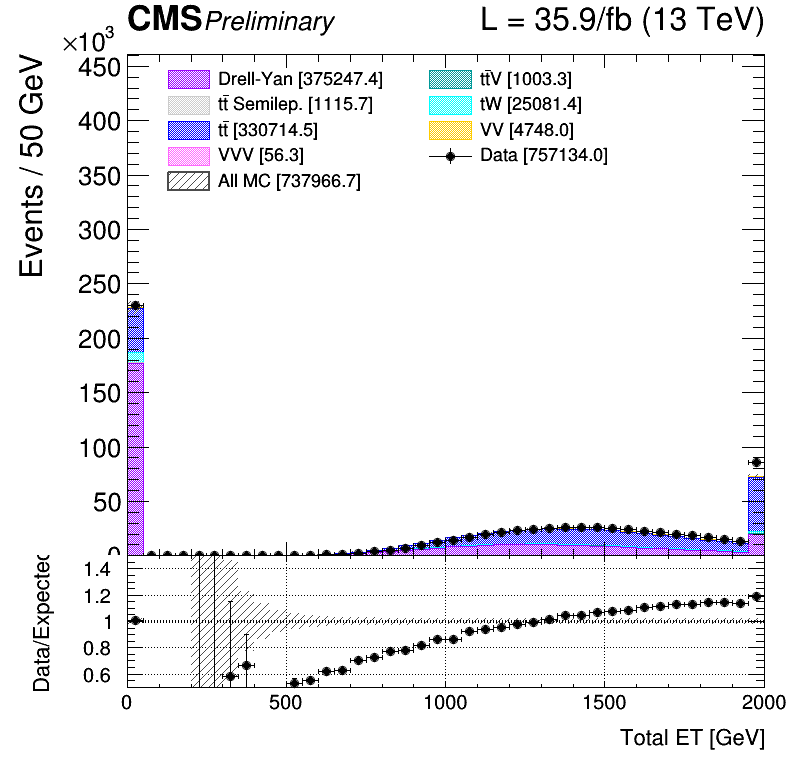 CMS Preliminary L = 35.9/fb (13 TeV)
×10³
Events / 50 GeV
450
400
350
300
250
200
150
100
50
0
Drell-Yan [375247.4]
tt̄ Semilep. [1115.7]
tt̄ [330714.5]
VVV [56.3]
All MC [737966.7]
tt̄V [1003.3]
tW [25081.4]
VV [4748.0]
Data [757134.0]
Data/Expected
1.4
1.2
1
0.8
0.6
0 500 1000 1500 2000
Total ET [GeV]